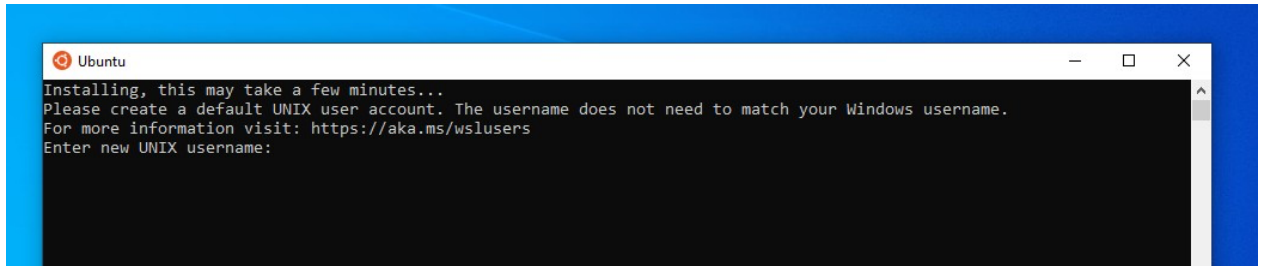 Ubuntu
Installing, this may take a few minutes...
Please create a default UNIX user account. The username does not need to match your Windows username.
For more information visit: https://aka.ms/wslusers
Enter new UNIX username: